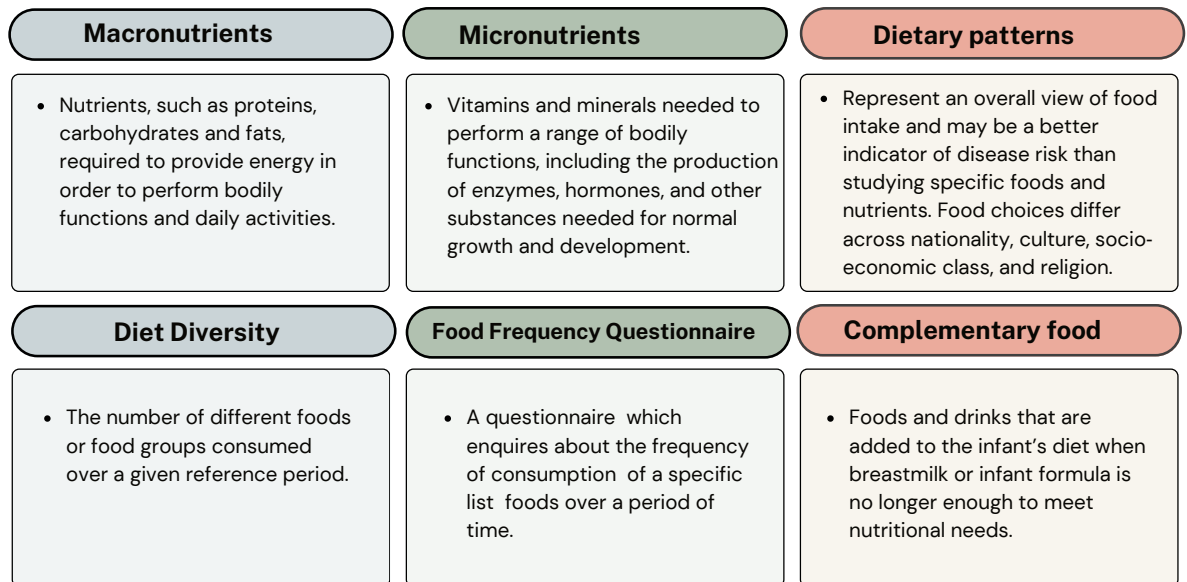 Macronutrients
• Nutrients, such as proteins,
carbohydrates and fats,
required to provide energy in
order to perform bodily
functions and daily activities.
Micronutrients
• Vitamins and minerals needed to
perform a range of bodily
functions, including the production
of enzymes, hormones, and other
substances needed for normal
growth and development.
Dietary patterns
• Represent an overall view of food
intake and may be a better
indicator of disease risk than
studying specific foods and
nutrients. Food choices differ
across nationality, culture, socio-
economic class, and religion.
Diet Diversity
• The number of different foods
or food groups consumed
over a given reference period.
Food Frequency Questionnaire
• A questionnaire which
enquires about the frequency
of consumption of a specific
list foods over a period of
time.
Complementary food
• Foods and drinks that are
added to the infant’s diet when
breastmilk or infant formula is
no longer enough to meet
nutritional needs.